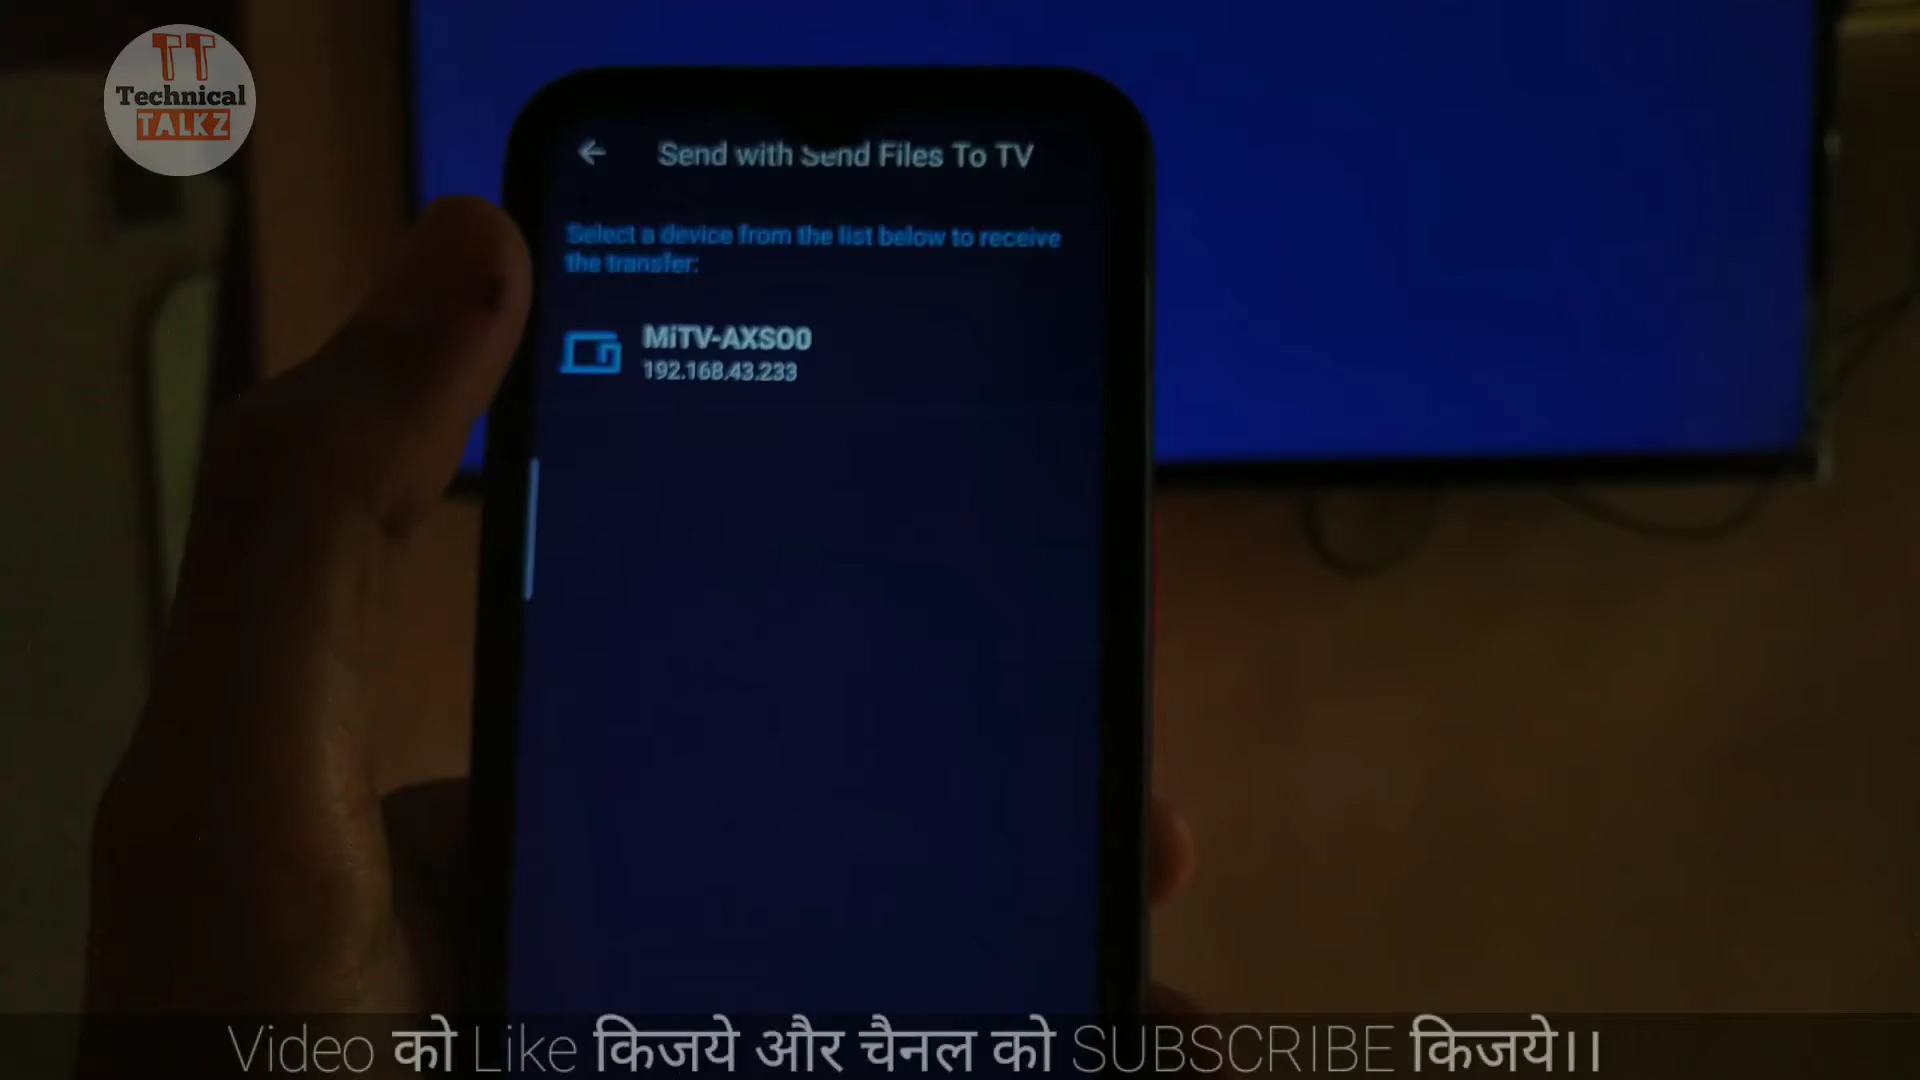 TT
Technical
TALKZ
Send with Send Files To TV
Select a device from the list below to receive
the transfer:
MiTV-AXSO0
192.168.43.233
Video को Like किजये और चैनल को SUBSCRIBE किजये।।